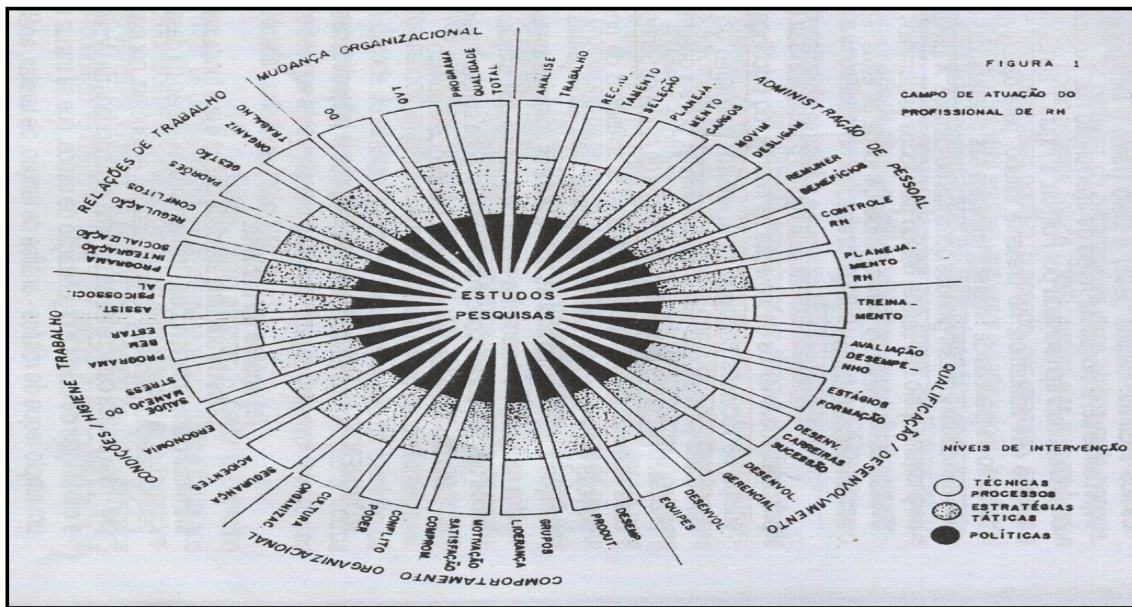 FIGURA 1
CAMPO DE ATUAÇÃO DO
PROFISSIONAL DE RH
ADMINISTRAÇÃO DE PESSOAL
ANÁLISE
TRABALHO
RECRU-
TAMENTO
SELEÇÃO
PLANEJA
MENTO
CARGOS
MOVIM
DESLIGAM
REMUNER
BENEFÍCIOS
CONTROLE
RH
PLANEJA-
MENTO
RH
QUALIFICAÇÃO / DESENVOLVIMENTO
TREINA-
MENTO
AVALIAÇÃO
DESEMPE-
NHO
ESTÁGIOS
FORMAÇÃO
DESENV.
CARREIRAS
SUCESSÃO
DESENVOL.
GERENCIAL
DESENVOL.
EQUIPES
COMPORTAMENTO ORGANIZACIONAL
DESEMP.
PRODUT.
GRUPOS
LIDERANÇA
MOTIVAÇÃO
SATISFAÇÃO
COMPROM
CONFLITO
PODER
CULTURA
ORGANIZAC
CONDIÇÕES / HIGIENE TRABALHO
SEGURANÇA
ACIDENTES
ERGONOMIA
SAÚDE
MANEJO DO
STRESS
PROGRAMA
BEM
ESTAR
ASSIST.
PSICOSSOCI.
AL
RELAÇÕES DE TRABALHO
PROGRAMA
INTEGRAÇÃO
SOCIALIZAÇÃO
REGULAÇÃO
CONFLITOS
PADRÕES
GESTÃO
ORGANIZ
TRABALHO
MUDANÇA ORGANIZACIONAL
DO
QVT
PROGRAMA
QUALIDADE
TOTAL
ESTUDOS
PESQUISAS
NÍVEIS DE INTERVENÇÃO
TÉCNICAS
PROCESSOS
ESTRATÉGIAS
TÁTICAS
POLÍTICAS